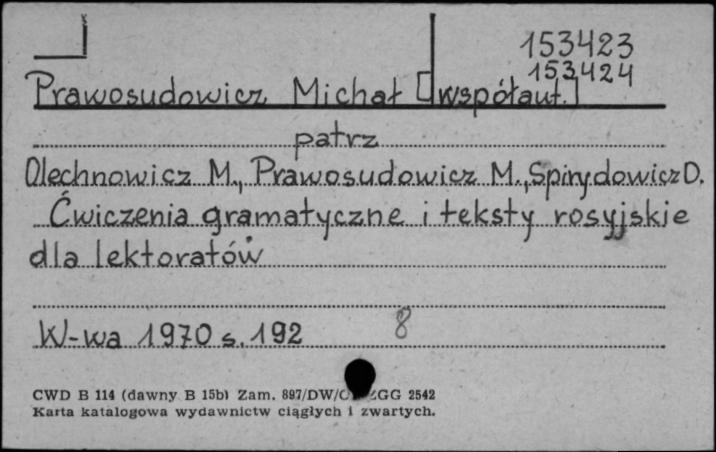 153423
153424
Prawosudowicz Michał [współaut.]
patrz
Olechnowicz M., Prawosudowicz M., Spirydowicz D.
Ćwiczenia gramatyczne i teksty rosyjskie
dla lektoratów
W-wa 1970 s. 192 8
CWD B 114 (dawny B 15b) Zam. 897/DW/ ZGG 2542
Karta katalogowa wydawnictw ciągłych i zwartych.